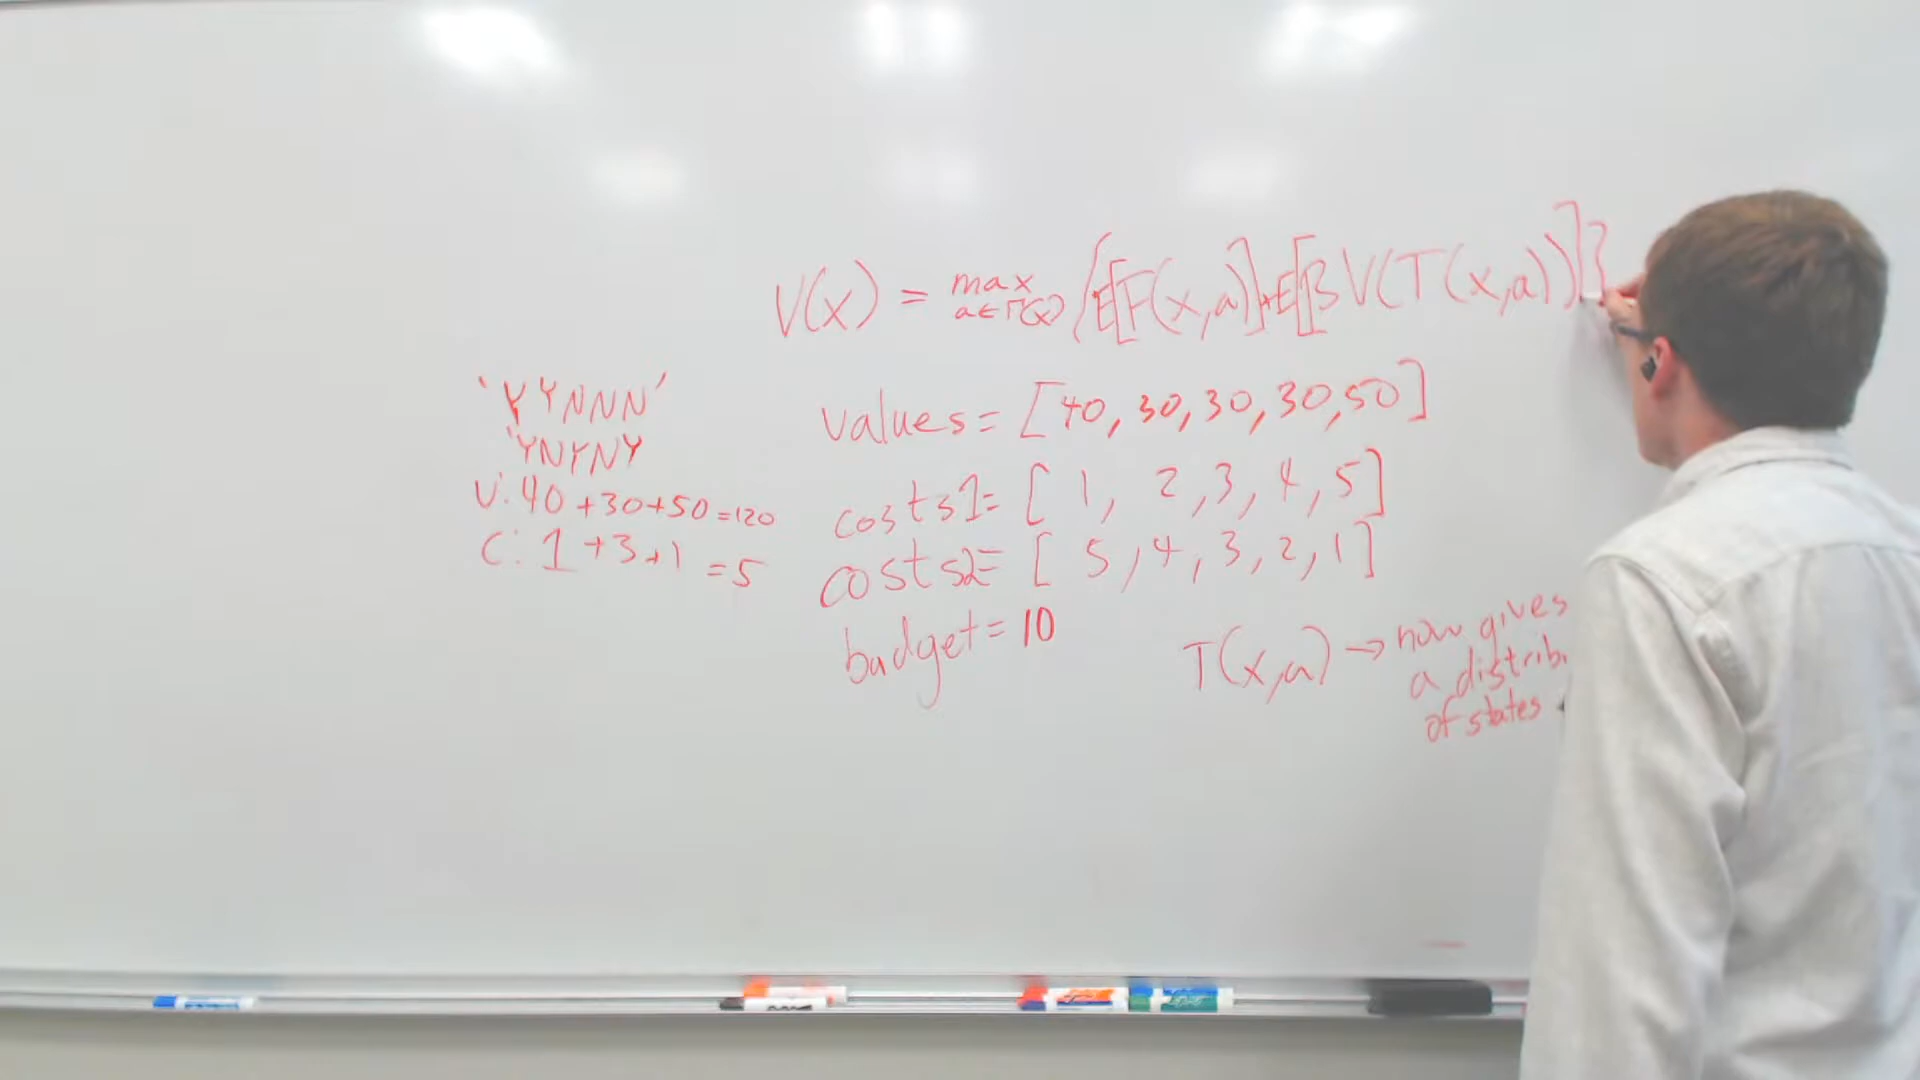 V(x) = max {E[F(x,a)]+E[βV(T(x,a))]}
a∈Γ(x)
'YYNNN'
'YNYNY
V: 40+30+50=120
C: 1+3+1=5
values=[40,30,30,30,50]
costs1=[1,2,3,4,5]
costs2=[5,4,3,2,1]
budget=10
T(x,a)→now gives
a distrib
of states